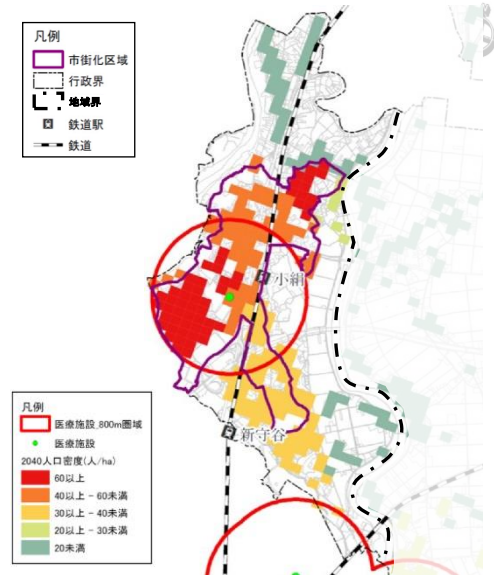 凡例
市街化区域
行政界
地域界
鉄道駅
鉄道
小絹
新守谷
凡例
医療施設_800m圏域
医療施設
2040人口密度(人/ha)
60以上
40以上 - 60未満
30以上 - 40未満
20以上 - 30未満
20未満